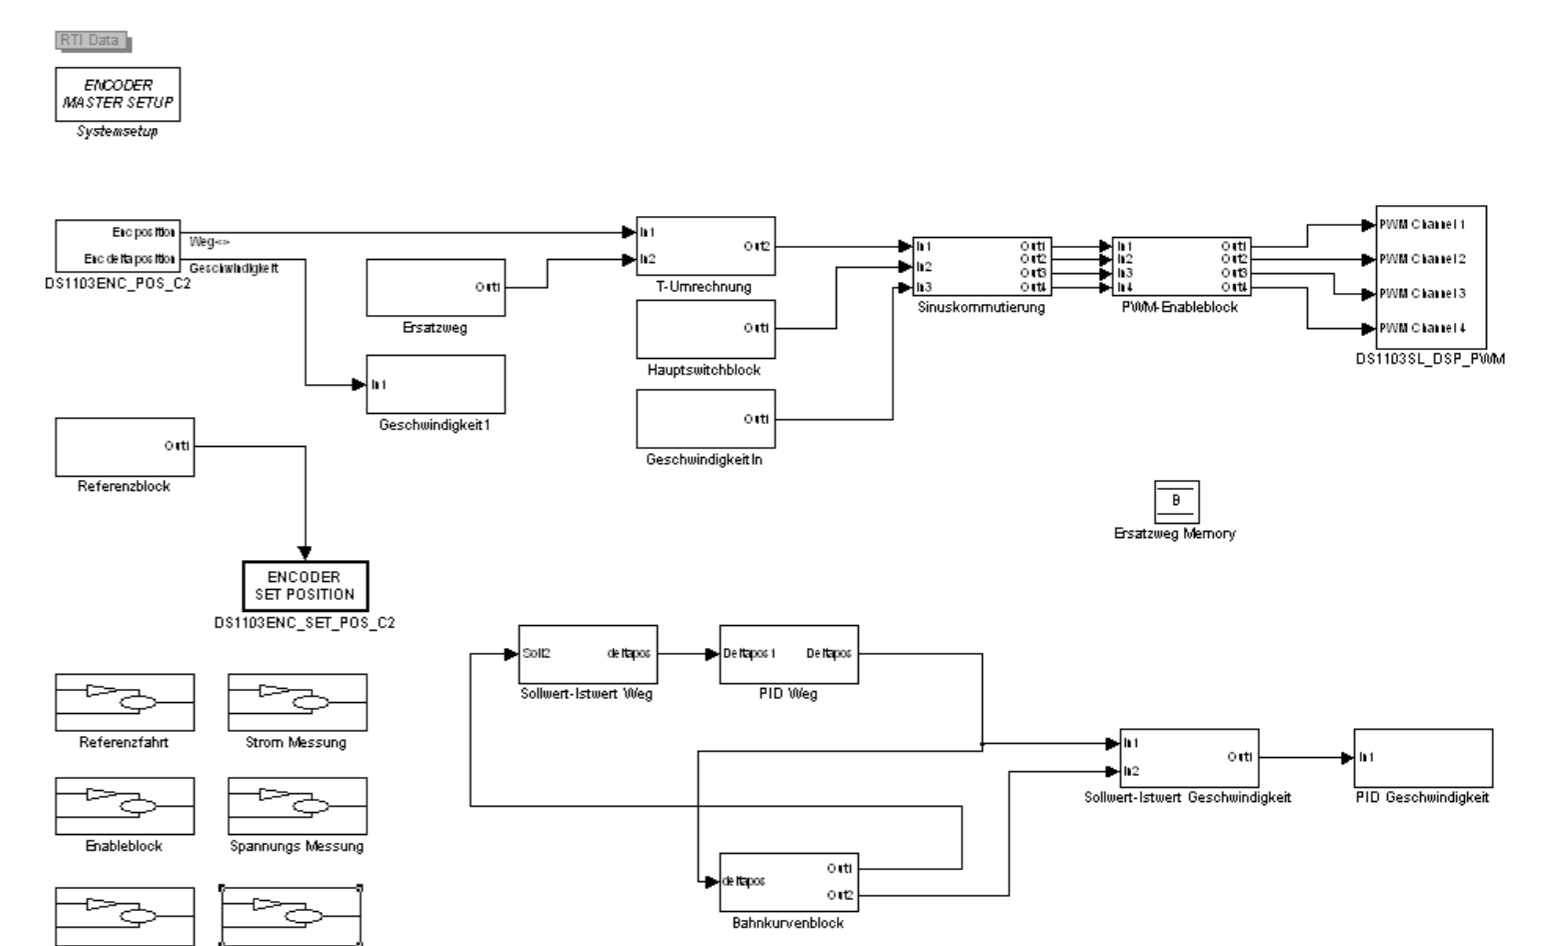 RTI Data
ENCODER
MASTER SETUP
Systemsetup
Enc position
Enc delta position
Weg<>
Geschwindigkeit
DS1103ENC_POS_C2
Out1
Ersatzweg
In1
Geschwindigkeit1
In1
In2
Out2
T-Umrechnung
Out1
Hauptswitchblock
Out1
GeschwindigkeitIn
In1
In2
In3
Out1
Out2
Out3
Out4
Sinuskommutierung
In1
In2
In3
In4
Out1
Out2
Out3
Out4
PWM-Enableblock
PWM Channel 1
PWM Channel 2
PWM Channel 3
PWM Channel 4
DS1103SL_DSP_PWM
Out1
Referenzblock
ENCODER
SET POSITION
DS1103ENC_SET_POS_C2
B
Ersatzweg Memory
Soll2
deltapos
Sollwert-Istwert Weg
Deltapos1
Deltapos
PID Weg
In1
In2
Out1
Sollwert-Istwert Geschwindigkeit
In1
PID Geschwindigkeit
deltapos
Out1
Out2
Bahnkurvenblock
Referenzfahrt
Strom Messung
Enableblock
Spannungs Messung